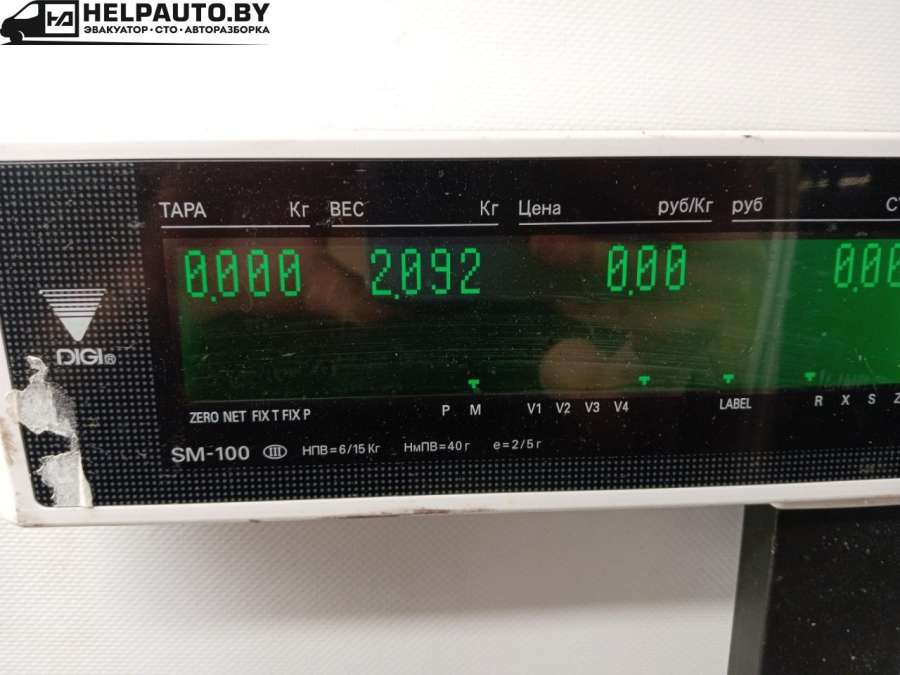 HELPAUTO.BY
ЭВАКУАТОР·СТО·АВТОРАЗБОРКА
ТАРА Кг ВЕС Кг Цена руб/Кг руб
0.000 2.092 0.00 0.00
DIGI®
ZERO NET FIX T FIX P P M V1 V2 V3 V4 LABEL R X S
SM-100 III НПВ=6/15 Кг НмПВ=40 г е=2/5 г